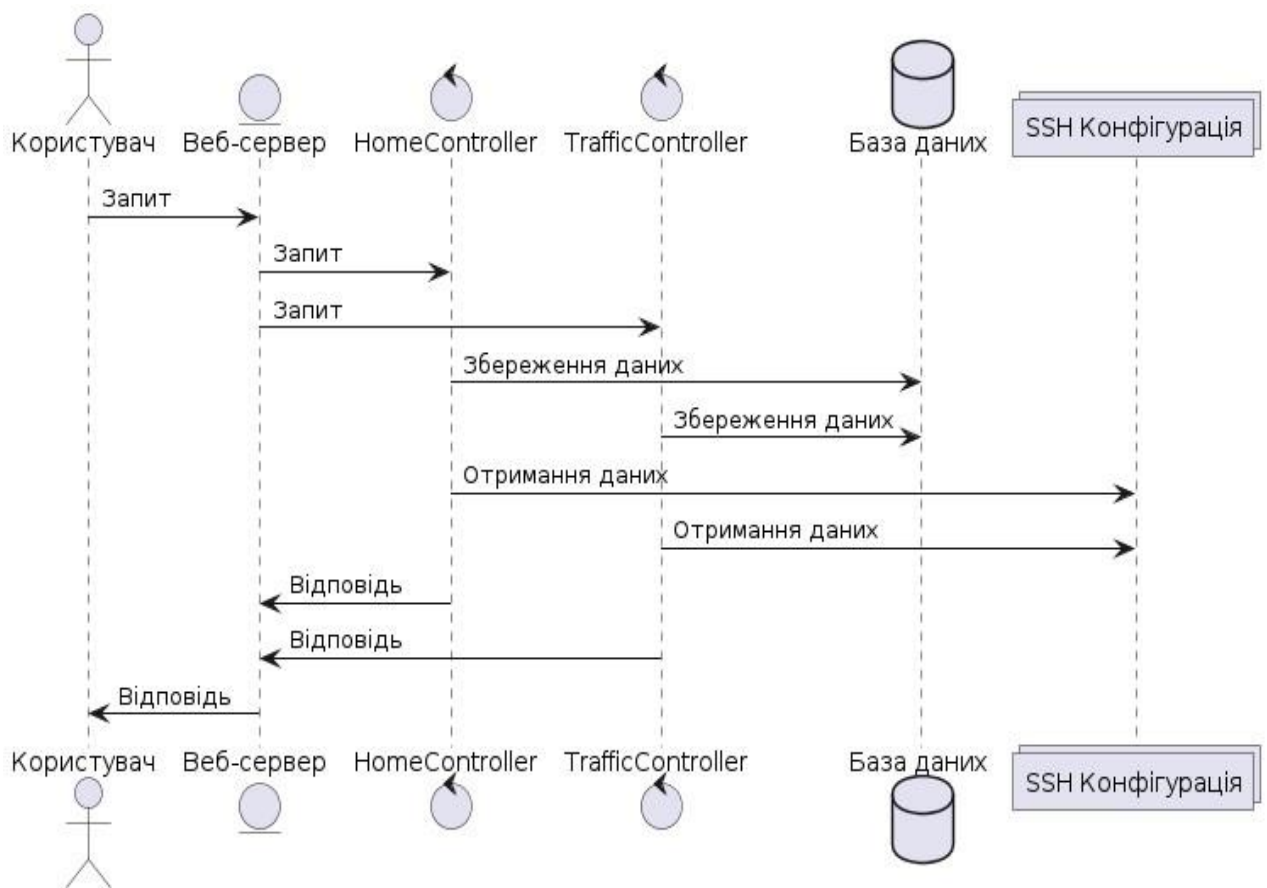 Користувач Веб-сервер HomeController TrafficController База даних SSH Конфігурація
Запит
Запит
Запит
Збереження даних
Збереження даних
Отримання даних
Отримання даних
Відповідь
Відповідь
Відповідь
Користувач Веб-сервер HomeController TrafficController База даних SSH Конфігурація